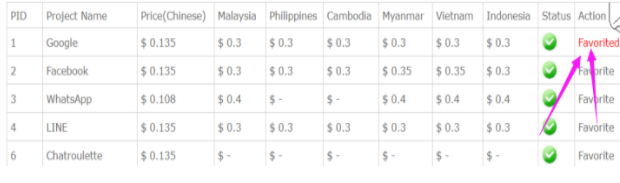 PID Project Name Price(Chinese) Malaysia Philippines Cambodia Myanmar Vietnam Indonesia Status Action
1 Google $ 0.135 $ 0.3 $ 0.3 $ 0.3 $ 0.3 $ 0.3 $ 0.3 Favorited
2 Facebook $ 0.135 $ 0.3 $ 0.3 $ 0.3 $ 0.35 $ 0.35 $ 0.3 Favorite
3 WhatsApp $ 0.108 $ 0.4 $ - $ - $ 0.4 $ 0.4 $ 0.4 Favorite
4 LINE $ 0.135 $ 0.3 $ 0.3 $ 0.3 $ 0.3 $ 0.3 $ 0.3 Favorite
6 Chatroulette $ 0.135 $ - $ - $ - $ - $ - $ - Favorite